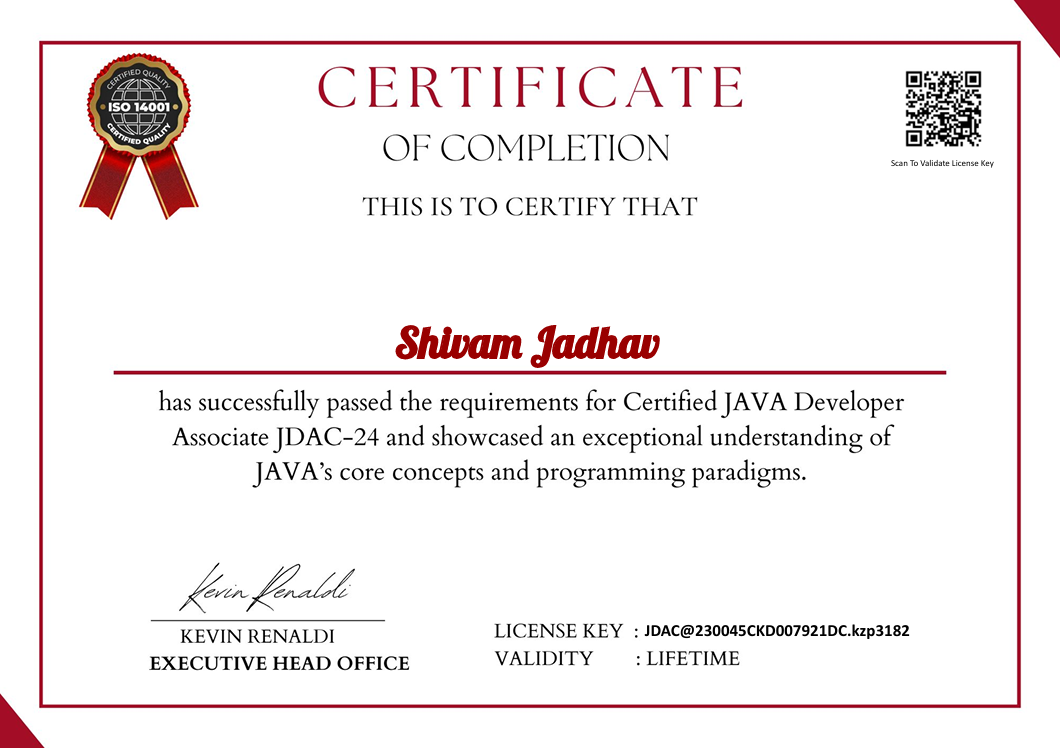 CERTIFIED QUALITY
ISO 14001
CERTIFIED QUALITY
CERTIFICATE
OF COMPLETION
THIS IS TO CERTIFY THAT
Scan To Validate License Key
Shivam Jadhav
has successfully passed the requirements for Certified JAVA Developer
Associate JDAC-24 and showcased an exceptional understanding of
JAVA’s core concepts and programming paradigms.
Kevin Renaldi
KEVIN RENALDI
EXECUTIVE HEAD OFFICE
LICENSE KEY : JDAC@230045CKD007921DC.kzp3182
VALIDITY : LIFETIME